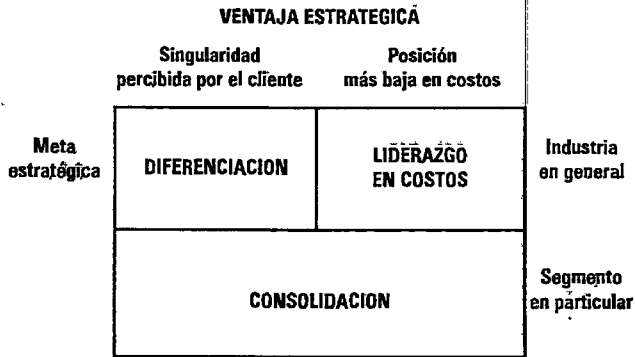 VENTAJA ESTRATEGICA
Singularidad
percibida por el cliente
Posición
más baja en costos
Meta
estratégica
DIFERENCIACION
LIDERAZGO
EN COSTOS
Industria
en general
CONSOLIDACION
Segmento
en particular